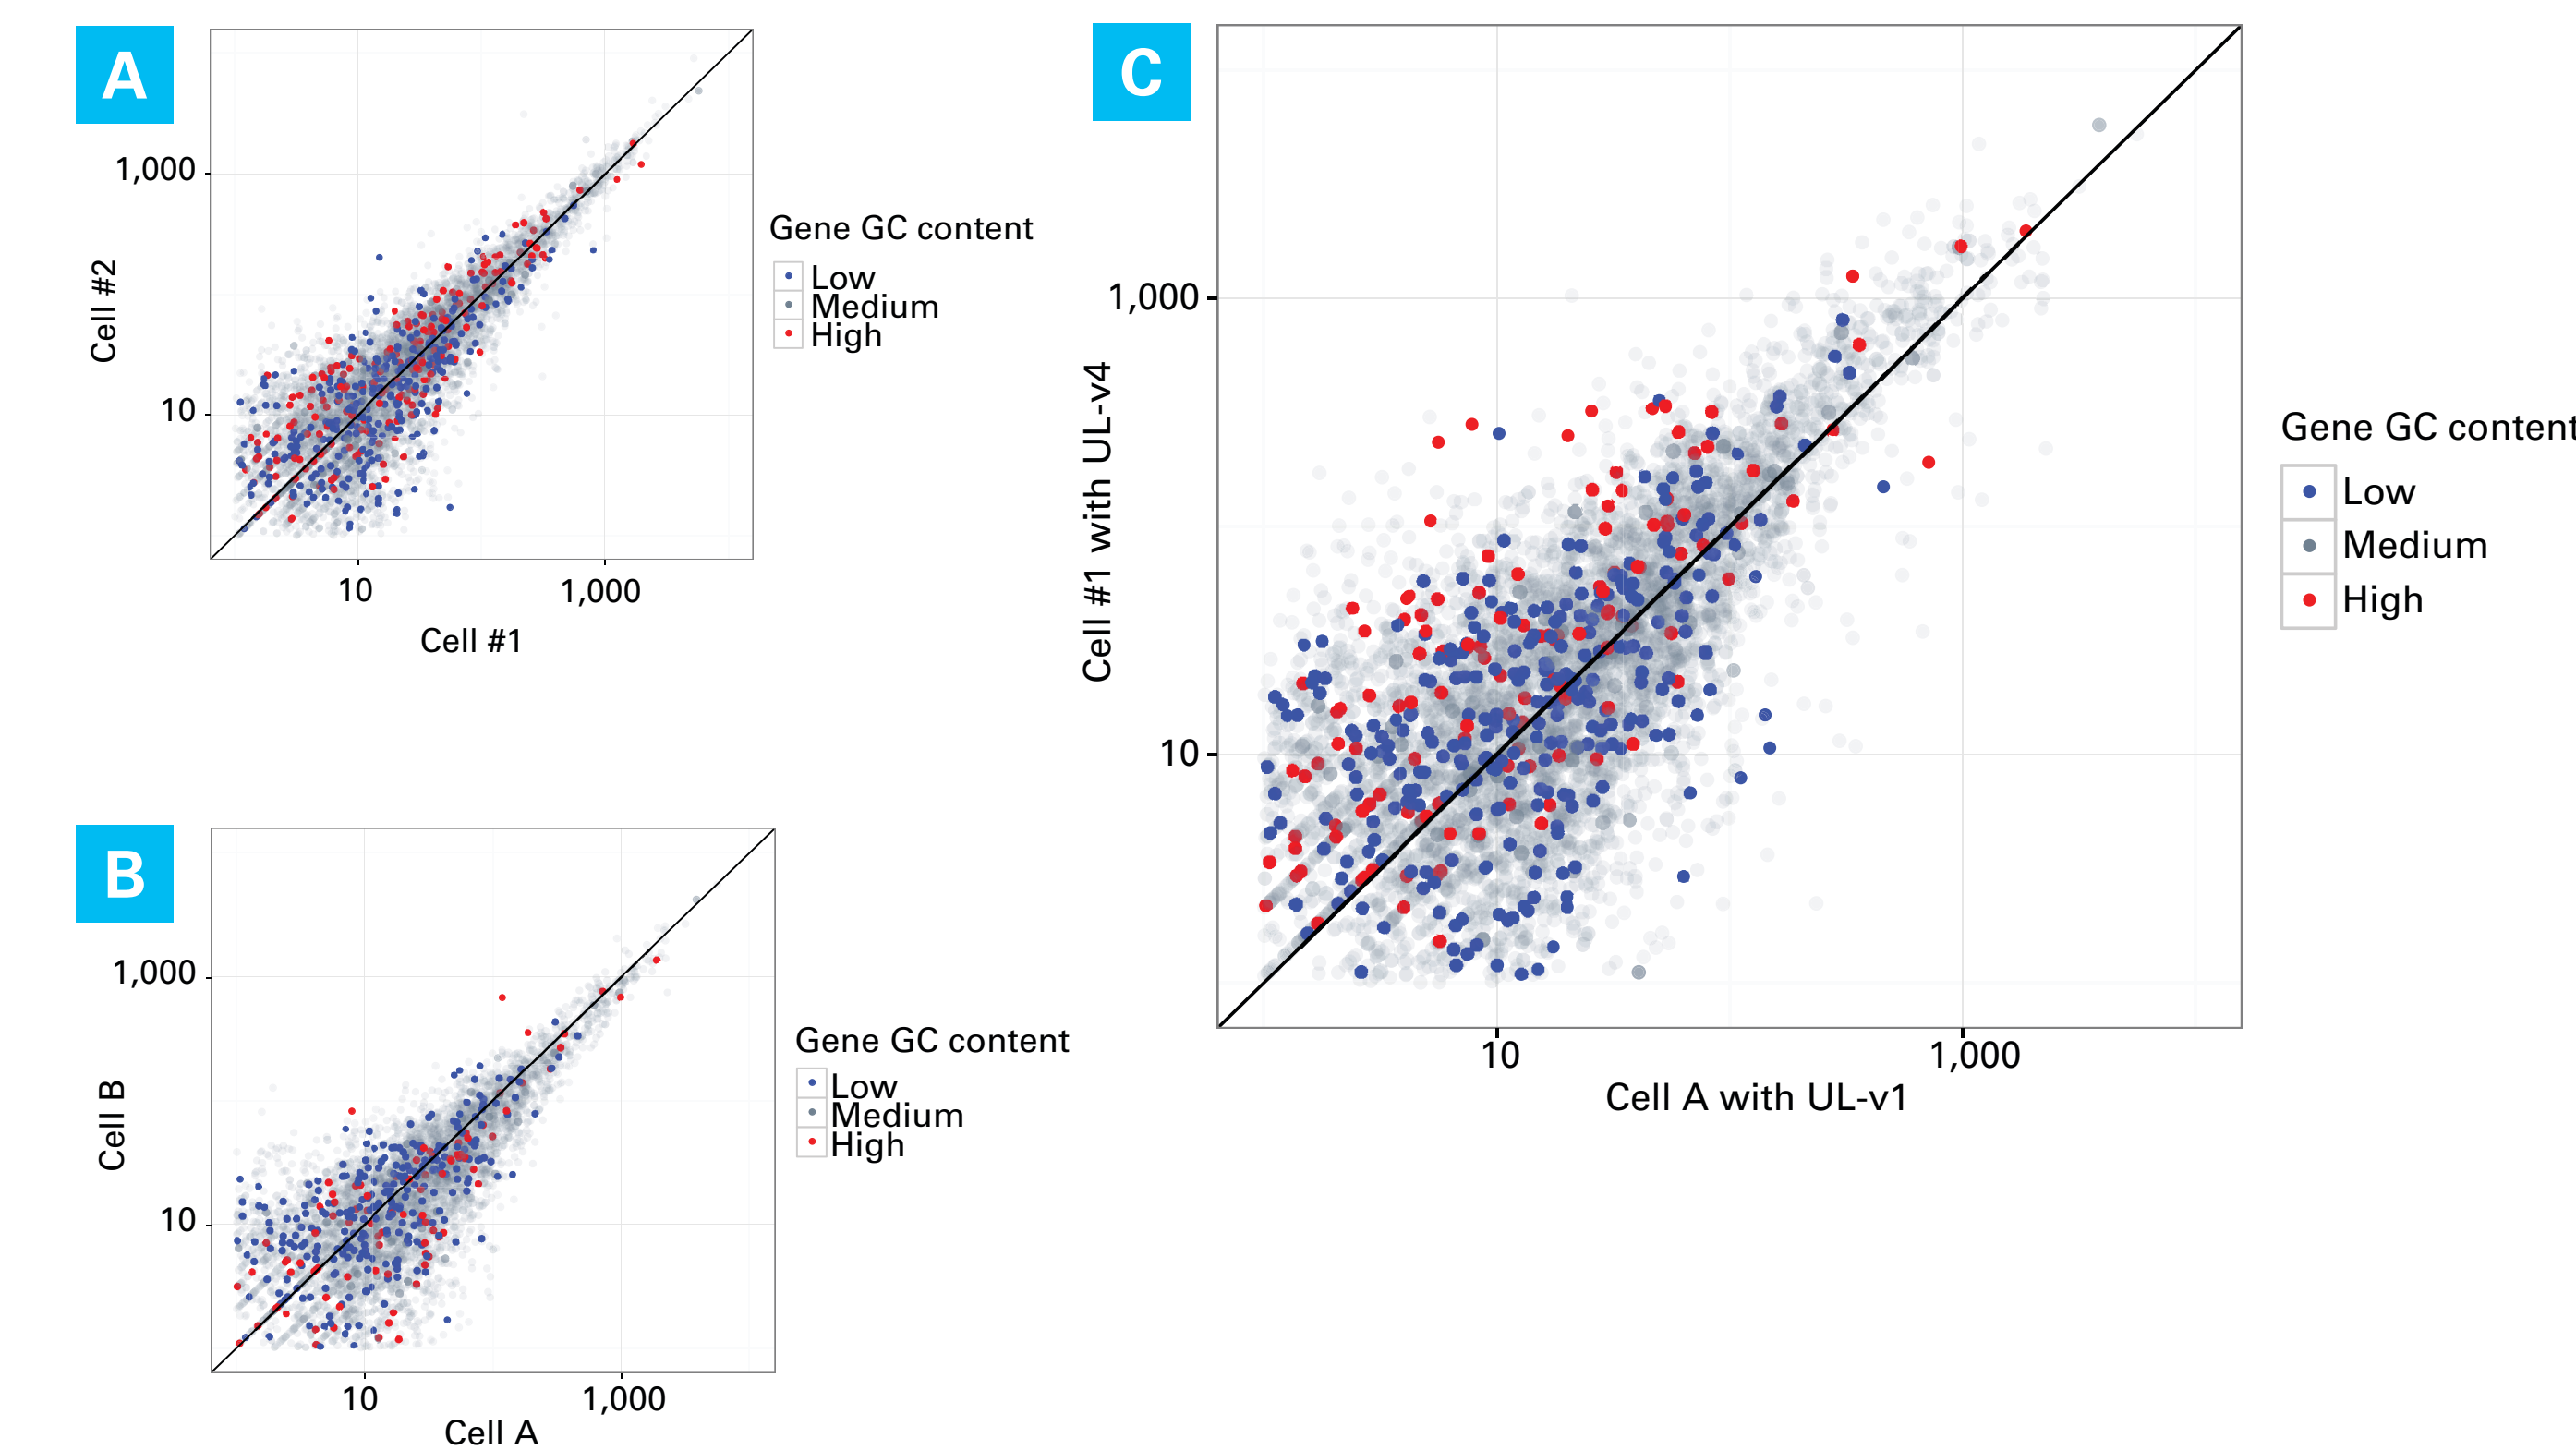 A
1,000
10
Cell #2
10 1,000
Cell #1
Gene GC content
Low
Medium
High
B
1,000
10
Cell B
10 1,000
Cell A
Gene GC content
Low
Medium
High
C
1,000
10
Cell #1 with UL-v4
10 1,000
Cell A with UL-v1
Gene GC content
Low
Medium
High